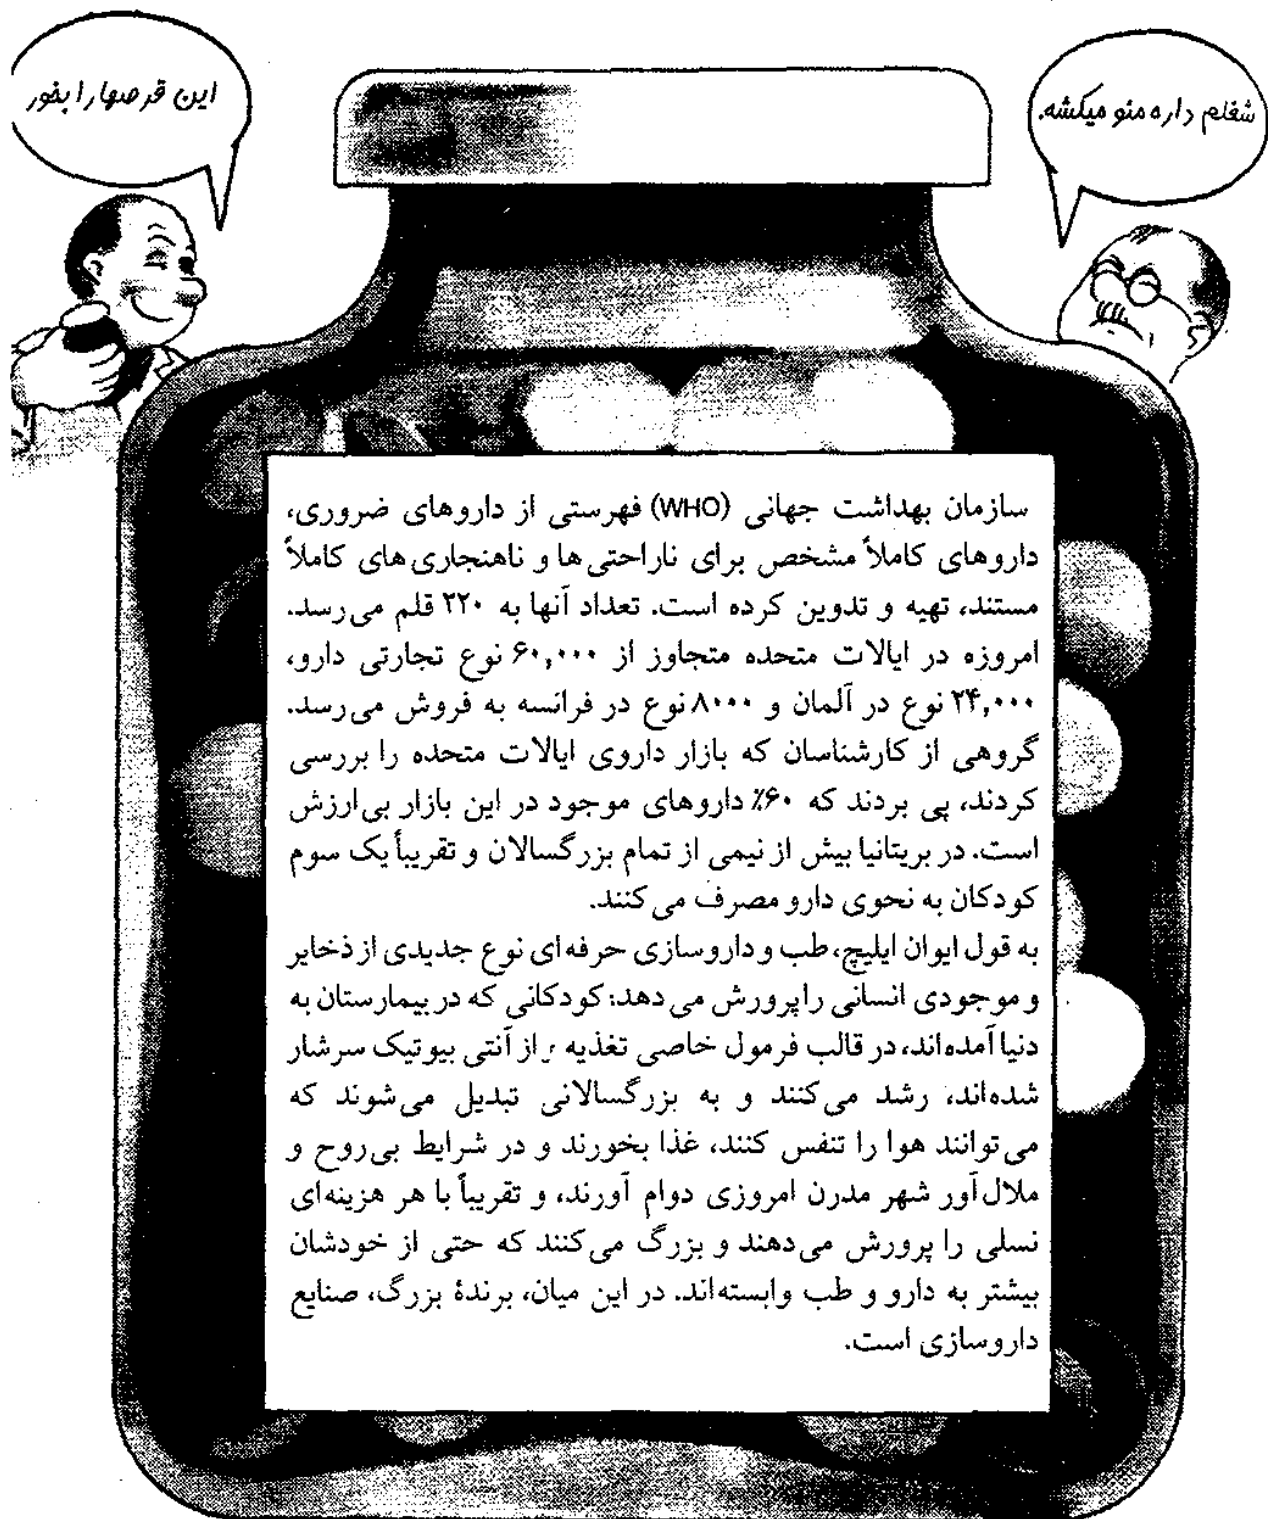 شغلم داره منو میکشه.
این قرصها را بخور
سازمان بهداشت جهانی (WHO) فهرستی از داروهای ضروری،
داروهای کاملاً مشخص برای ناراحتی‌ها و ناهنجاری‌های کاملاً
مستند، تهیه و تدوین کرده است. تعداد آنها به ۲۲۰ قلم می‌رسد.
امروزه در ایالات متحده متجاوز از ۶۰,۰۰۰ نوع تجارتی دارو،
۲۴,۰۰۰ نوع در آلمان و ۸۰۰۰ نوع در فرانسه به فروش می‌رسد.
گروهی از کارشناسان که بازار داروی ایالات متحده را بررسی
کردند، پی بردند که ۶۰٪ داروهای موجود در این بازار بی‌ارزش
است. در بریتانیا بیش از نیمی از تمام بزرگسالان و تقریباً یک سوم
کودکان به نحوی دارو مصرف می‌کنند.
به قول ایوان ایلیچ، طب و داروسازی حرفه‌ای نوع جدیدی از ذخایر
و موجودی انسانی را پرورش می‌دهد: کودکانی که در بیمارستان به
دنیا آمده‌اند، در قالب فرمول خاصی تغذیه و از آنتی بیوتیک سرشار
شده‌اند، رشد می‌کنند و به بزرگسالانی تبدیل می‌شوند که
می‌توانند هوا را تنفس کنند، غذا بخورند و در شرایط بی‌روح و
ملال‌آور شهر مدرن امروزی دوام آورند، و تقریباً با هر هزینه‌ای
نسلی را پرورش می‌دهند و بزرگ می‌کنند که حتی از خودشان
بیشتر به دارو و طب وابسته‌اند. در این میان، برندهٔ بزرگ، صنایع
داروسازی است.